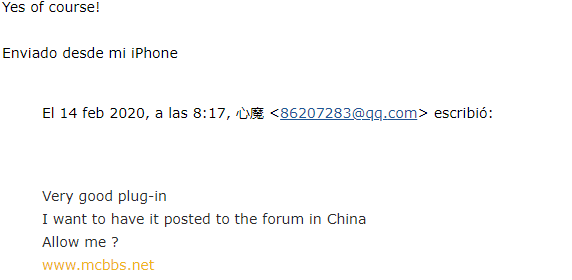 Yes of course!
Enviado desde mi iPhone
El 14 feb 2020, a las 8:17, 心魔 <86207283@qq.com> escribió:
Very good plug-in
I want to have it posted to the forum in China
Allow me ?
www.mcbbs.net